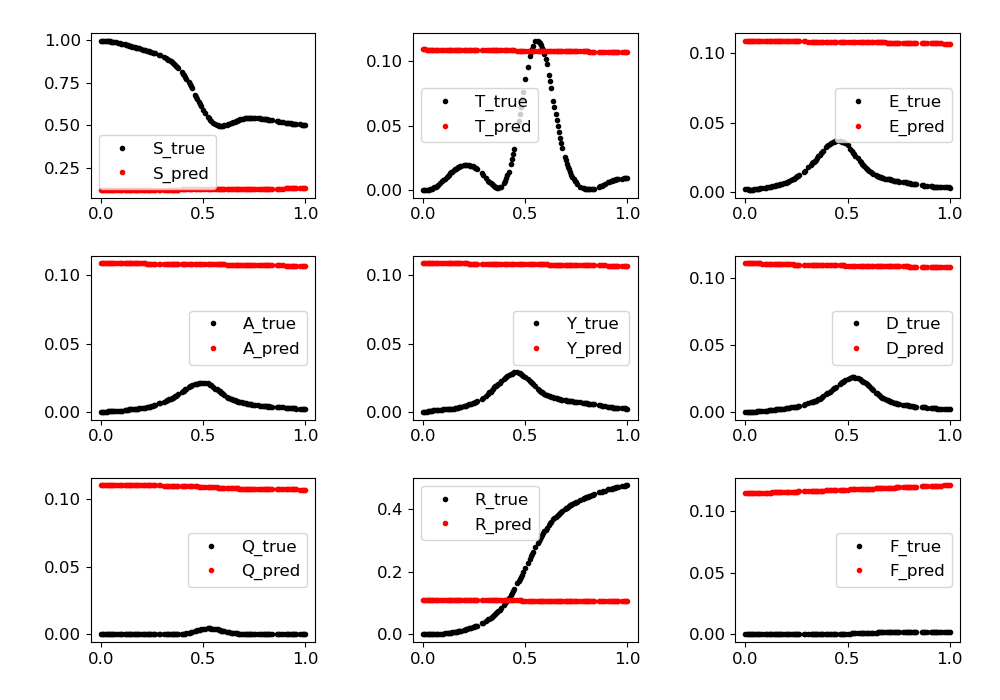 1.00
0.75
0.50
0.25
S_true
S_pred
0.0 0.5 1.0
0.10
0.05
0.00
T_true
T_pred
0.0 0.5 1.0
0.10
0.05
0.00
E_true
E_pred
0.0 0.5 1.0
0.10
0.05
0.00
A_true
A_pred
0.0 0.5 1.0
0.10
0.05
0.00
Y_true
Y_pred
0.0 0.5 1.0
0.10
0.05
0.00
D_true
D_pred
0.0 0.5 1.0
0.10
0.05
0.00
Q_true
Q_pred
0.0 0.5 1.0
0.4
0.2
0.0
R_true
R_pred
0.0 0.5 1.0
0.10
0.05
0.00
F_true
F_pred
0.0 0.5 1.0